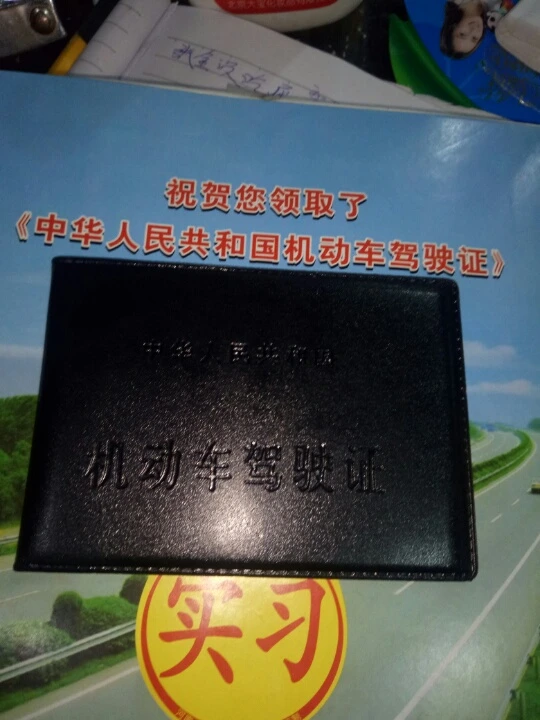 祝贺您领取了
《中华人民共和国机动车驾驶证》
中华人民共和国
机动车驾驶证
实习